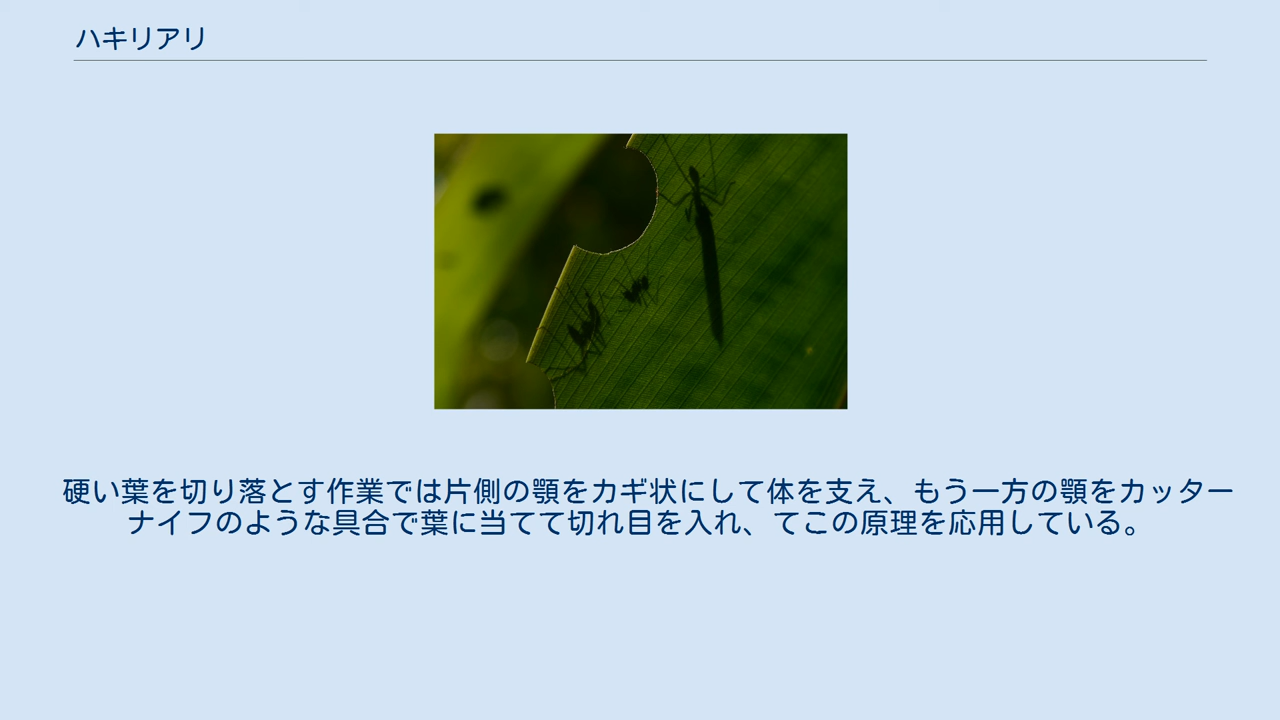 ハキリアリ
硬い葉を切り落とす作業では片側の顎をカギ状にして体を支え、もう一方の顎をカッター
ナイフのような具合で葉に当てて切れ目を入れ、てこの原理を応用している。